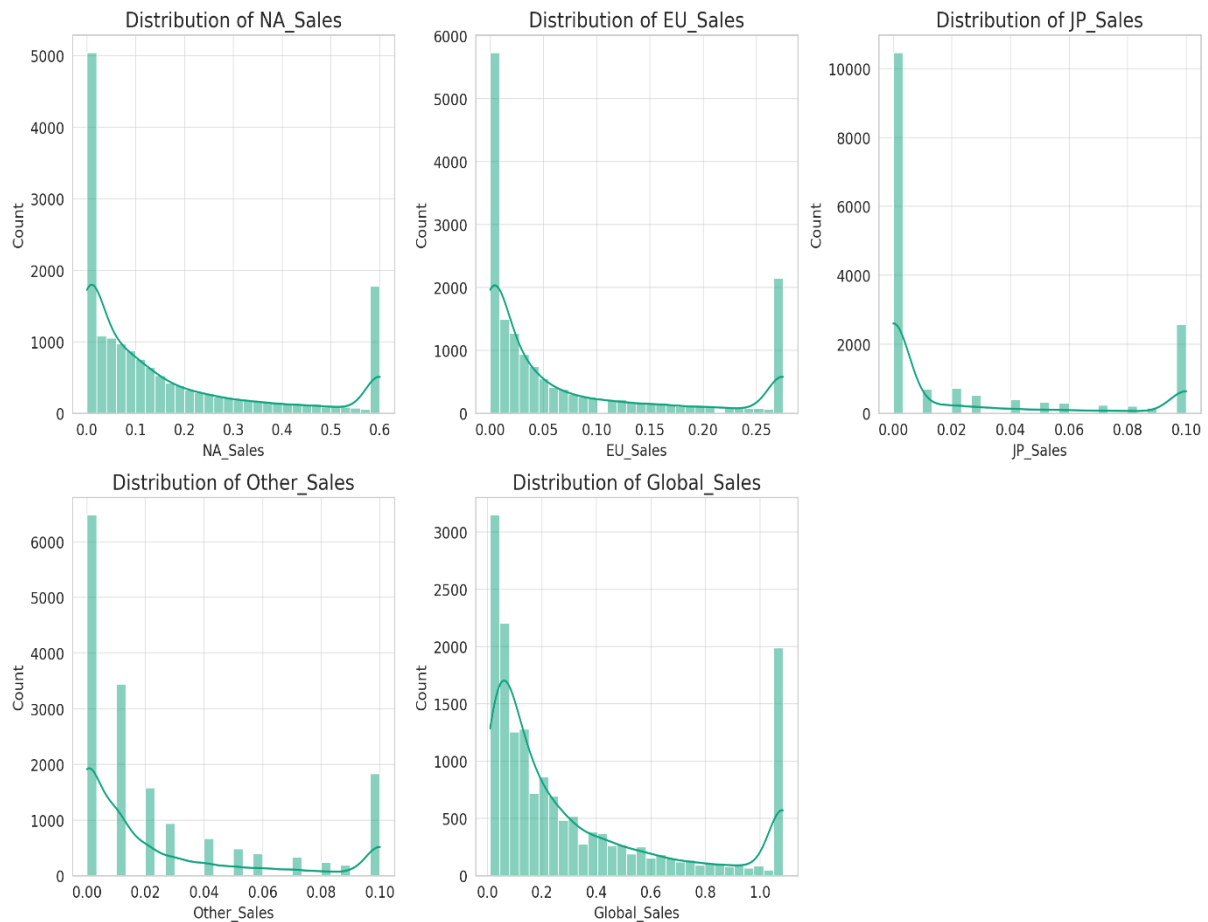 Distribution of NA_Sales
5000
4000
3000
2000
1000
0
Count
0.0 0.1 0.2 0.3 0.4 0.5 0.6
NA_Sales
Distribution of EU_Sales
6000
5000
4000
3000
2000
1000
0
Count
0.00 0.05 0.10 0.15 0.20 0.25
EU_Sales
Distribution of JP_Sales
10000
8000
6000
4000
2000
0
Count
0.00 0.02 0.04 0.06 0.08 0.10
JP_Sales
Distribution of Other_Sales
6000
5000
4000
3000
2000
1000
0
Count
0.00 0.02 0.04 0.06 0.08 0.10
Other_Sales
Distribution of Global_Sales
3000
2500
2000
1500
1000
500
0
Count
0.0 0.2 0.4 0.6 0.8 1.0
Global_Sales